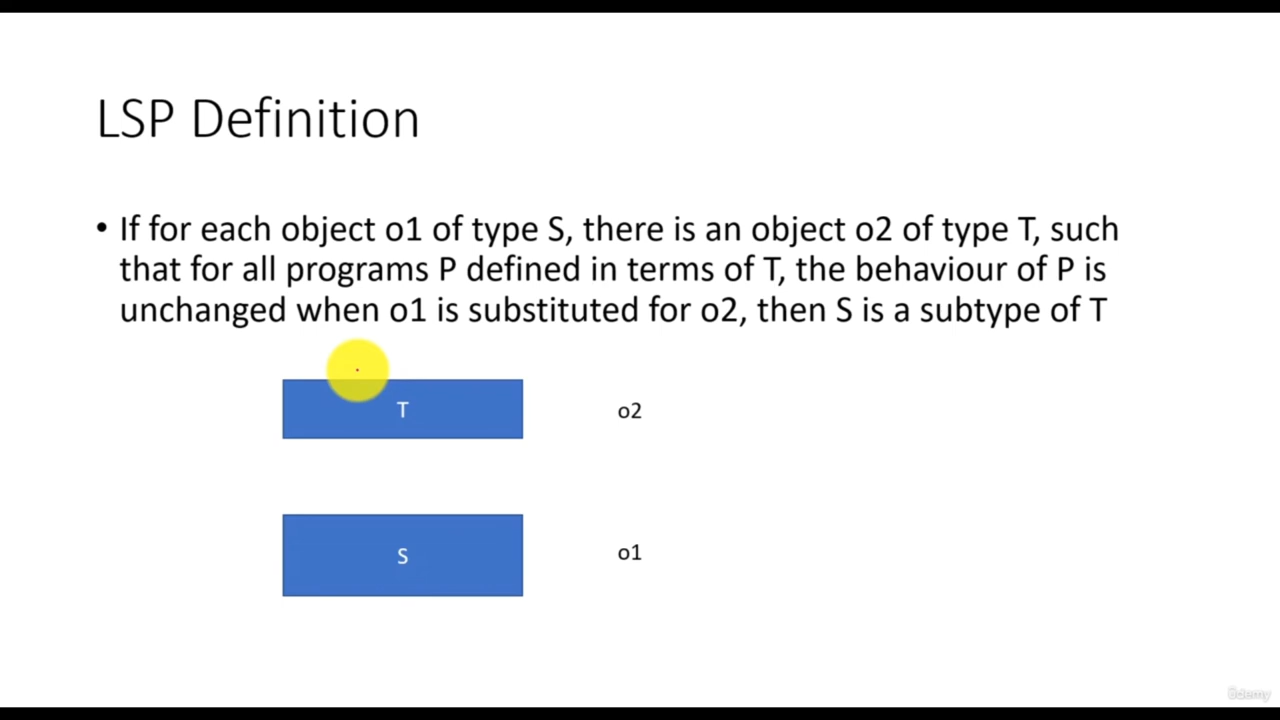 LSP Definition
• If for each object o1 of type S, there is an object o2 of type T, such
that for all programs P defined in terms of T, the behaviour of P is
unchanged when o1 is substituted for o2, then S is a subtype of T
T
o2
S
o1
ûdemy